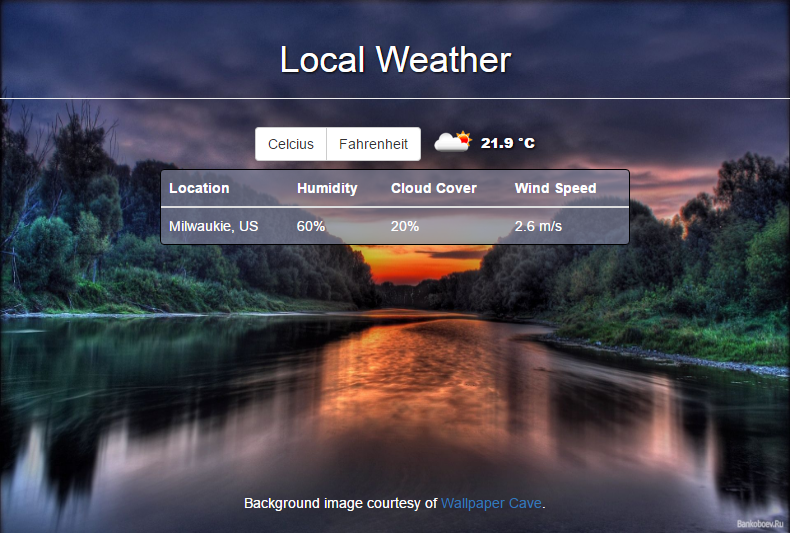 Local Weather
Celcius Fahrenheit 21.9 °C
Location Humidity Cloud Cover Wind Speed
Milwaukie, US 60% 20% 2.6 m/s
Background image courtesy of Wallpaper Cave.
Bankoboev.Ru